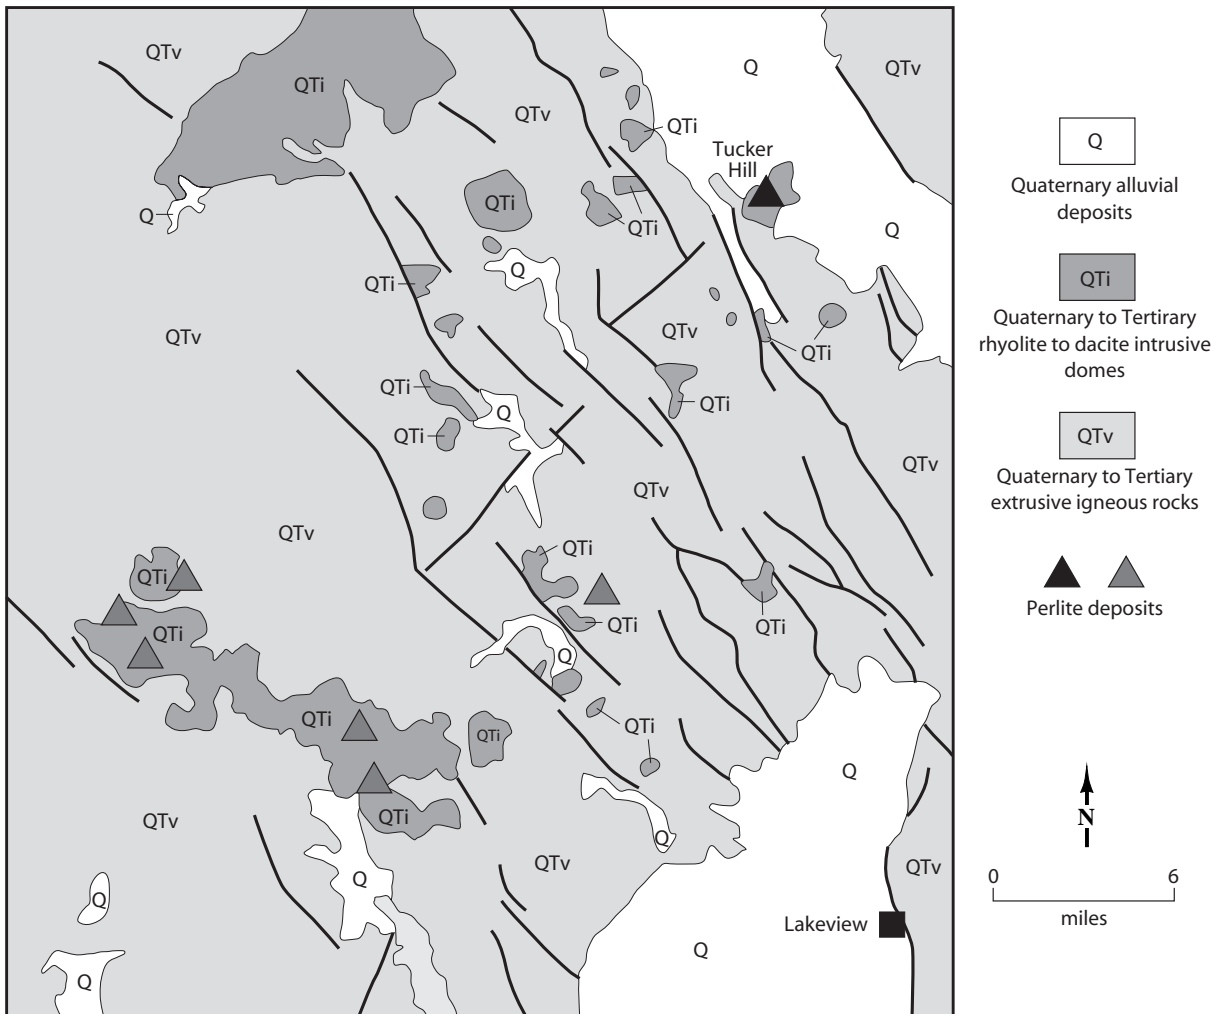 QTv
QTi
QTv
Q
QTv
QTi
Tucker
Hill
Q
QTi
QTi
Q
QTi
Q
QTv
QTv
QTi
QTi
Q
QTi
QTi
QTv
QTv
QTv
QTi
QTi
QTi
QTi
QTi
Q
QTi
QTi
QTi
Q
QTv
QTi
Q
QTv
QTv
Q
Q
Lakeview
Q
Q
Q
Quaternary alluvial
deposits
QTi
Quaternary to Tertirary
rhyolite to dacite intrusive
domes
QTv
Quaternary to Tertiary
extrusive igneous rocks
Perlite deposits
N
0 6
miles